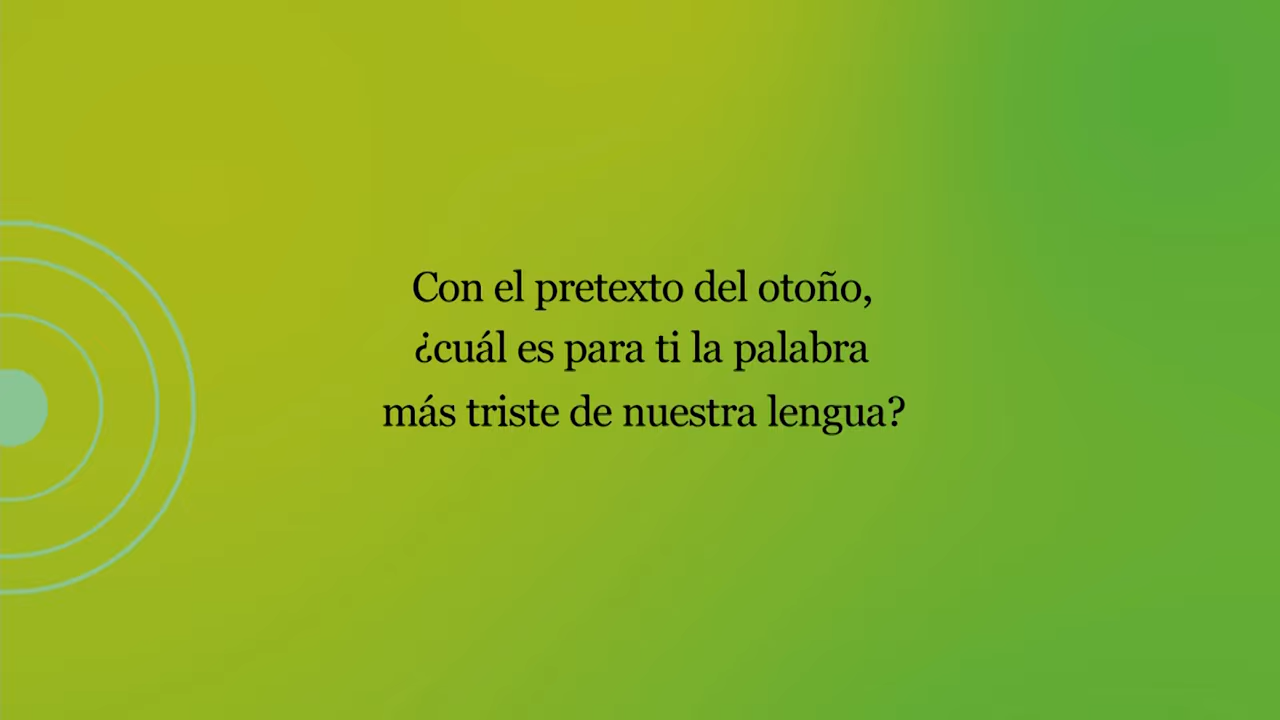 Con el pretexto del otoño,
¿cuál es para ti la palabra
más triste de nuestra lengua?